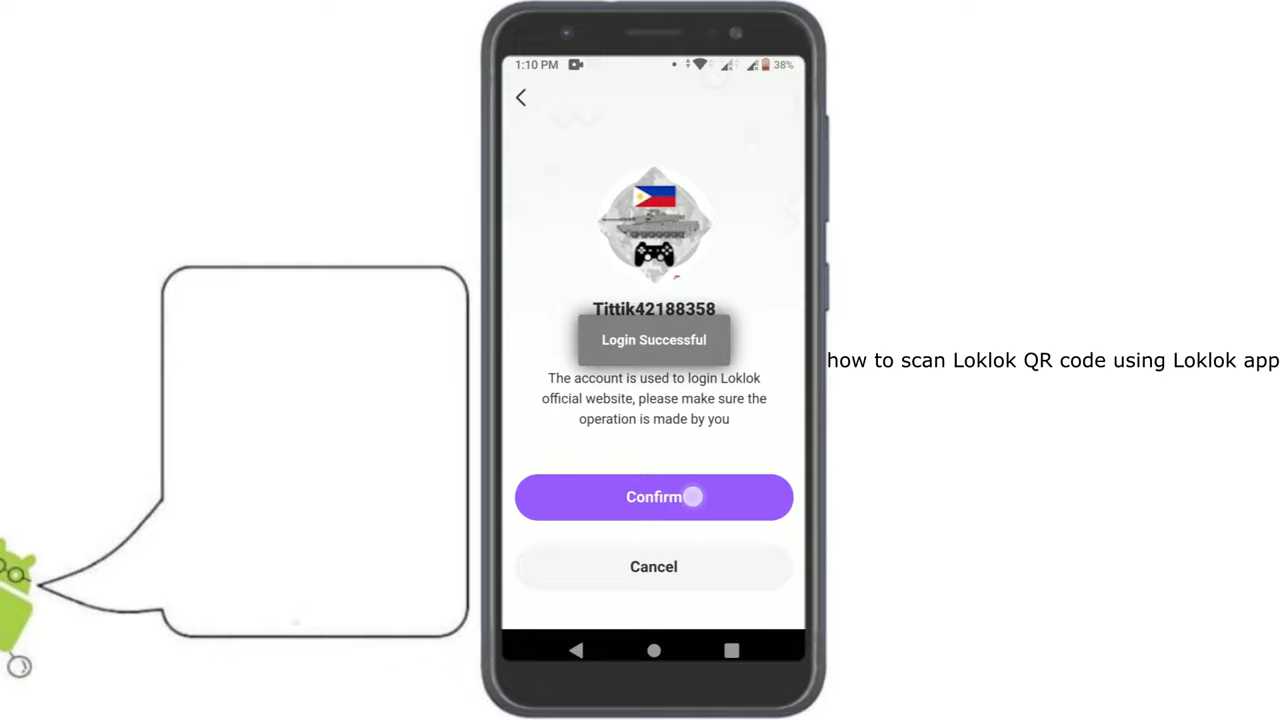 1:10 PM
38%
Tittik42188358
Login Successful
The account is used to login Loklok
official website, please make sure the
operation is made by you
how to scan Loklok QR code using Loklok app
Confirm
Cancel